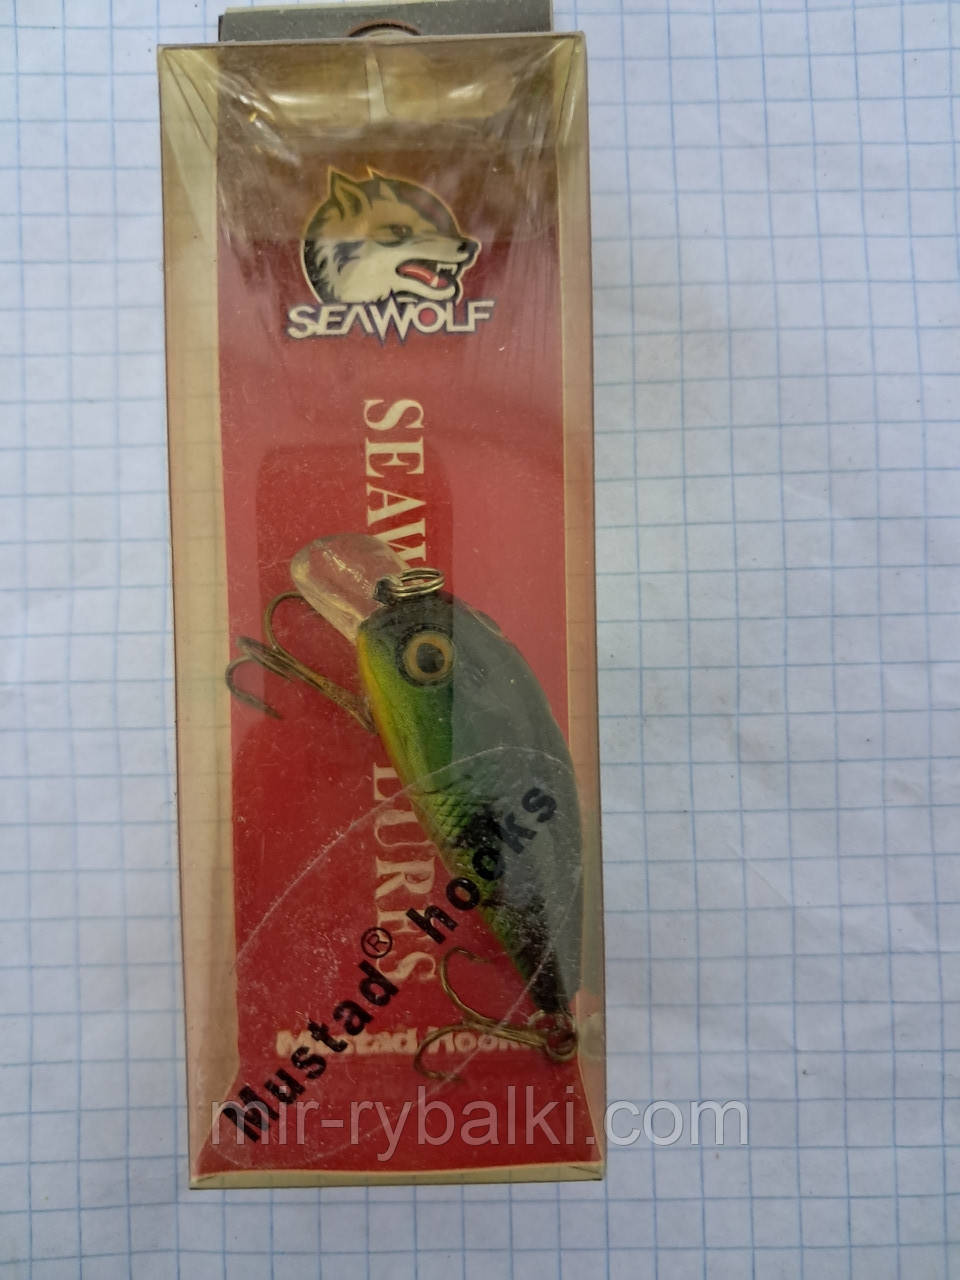 SEAWOLF
SEAW
LURES
Mustad® hooks
Mustad Hooks
mir-rybalki.com